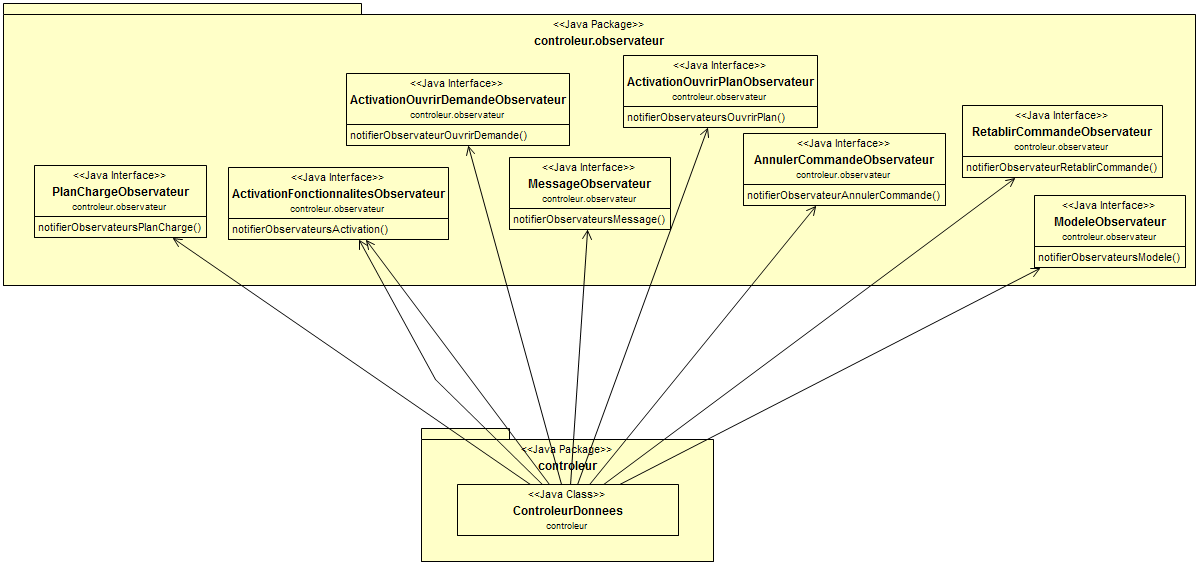 <<Java Package>>
controleur.observateur
<<Java Interface>>
ActivationOuvrirDemandeObservateur
controleur.observateur
notifierObservateurOuvrirDemande()
<<Java Interface>>
ActivationOuvrirPlanObservateur
controleur.observateur
notifierObservateursOuvrirPlan()
<<Java Interface>>
RetablirCommandeObservateur
controleur.observateur
notifierObservateurRetablirCommande()
<<Java Interface>>
AnnulerCommandeObservateur
controleur.observateur
notifierObservateurAnnulerCommande()
<<Java Interface>>
PlanChargeObservateur
controleur.observateur
notifierObservateursPlanCharge()
<<Java Interface>>
ActivationFonctionnalitesObservateur
controleur.observateur
notifierObservateursActivation()
<<Java Interface>>
MessageObservateur
controleur.observateur
notifierObservateursMessage()
<<Java Interface>>
ModeleObservateur
controleur.observateur
notifierObservateursModele()
<<Java Package>>
controleur
<<Java Class>>
ControleurDonnees
controleur